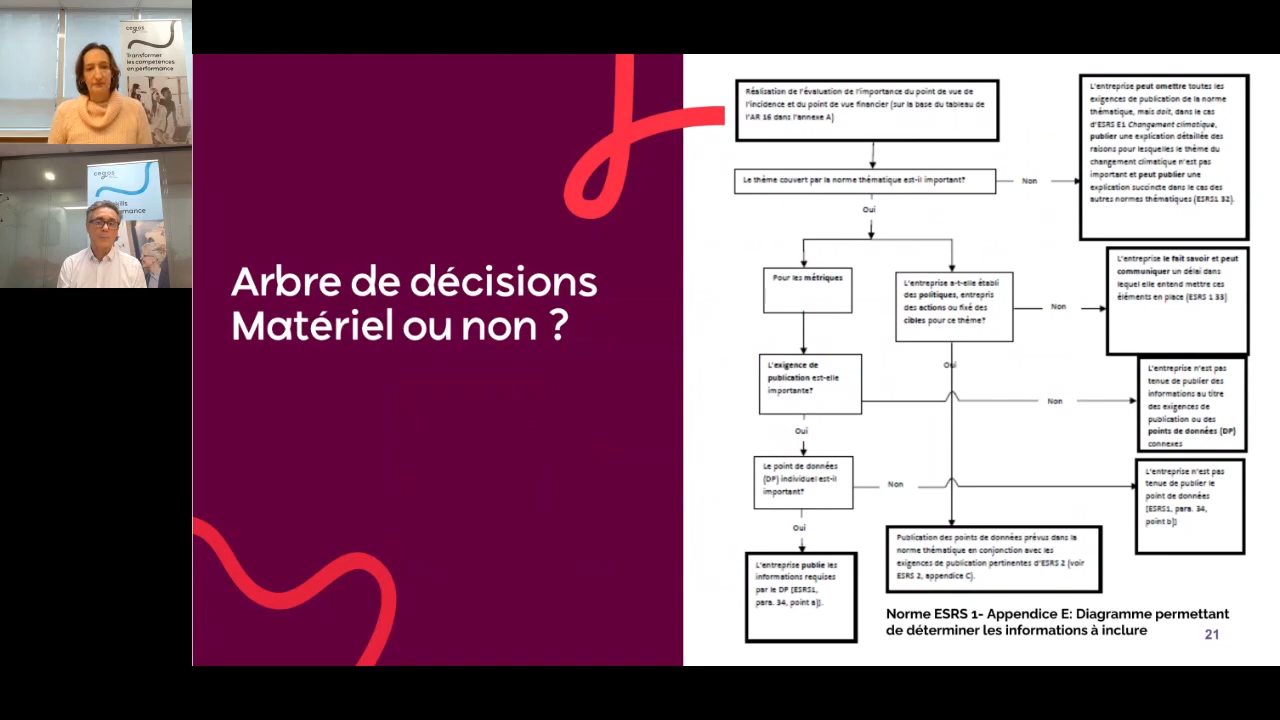 cegos
Transformer
les compétences
en performance
cegos
kills
mance
Arbre de décisions
Matériel ou non ?
Réalisation de l'évaluation de l'importance du point de vue de
l'incidence et du point de vue financier (sur la base du tableau de
l'AR 16 dans l'annexe A)
Le thème couvert par la norme thématique est-il important?
Non
L'entreprise peut omettre toutes les
exigences de publication de la norme
thématique, mais doit, dans le cas
d'ESRS E1 Changement climatique,
publier une explication détaillée des
raisons pour lesquelles le thème du
changement climatique n'est pas
important et peut publier une
explication succincte dans le cas des
autres normes thématiques (ESRS1 32).
Oui
Pour les métriques
L'entreprise a-t-elle établi
des politiques, entrepris
des actions ou fixé des
cibles pour ce thème?
Non
L'entreprise le fait savoir et peut
communiquer un délai dans
lequel elle entend mettre ces
éléments en place (ESRS 1 33)
Oui
L'exigence de
publication est-elle
importante?
Non
L'entreprise n'est pas
tenue de publier des
informations au titre
des exigences de
publication ou des
points de données (DP)
connexes
Oui
Le point de données
(DP) individuel est-il
important?
Non
L'entreprise n'est pas
tenue de publier le
point de données
(ESRS1, para. 34,
point b))
Oui
L'entreprise publie les
informations requises
par le DP (ESRS1,
para. 34, point a)).
Publication des points de données prévus dans la
norme thématique en conjonction avec les
exigences de publication pertinentes d'ESRS 2 (voir
ESRS 2, appendice C).
Norme ESRS 1- Appendice E: Diagramme permettant
de déterminer les informations à inclure
21